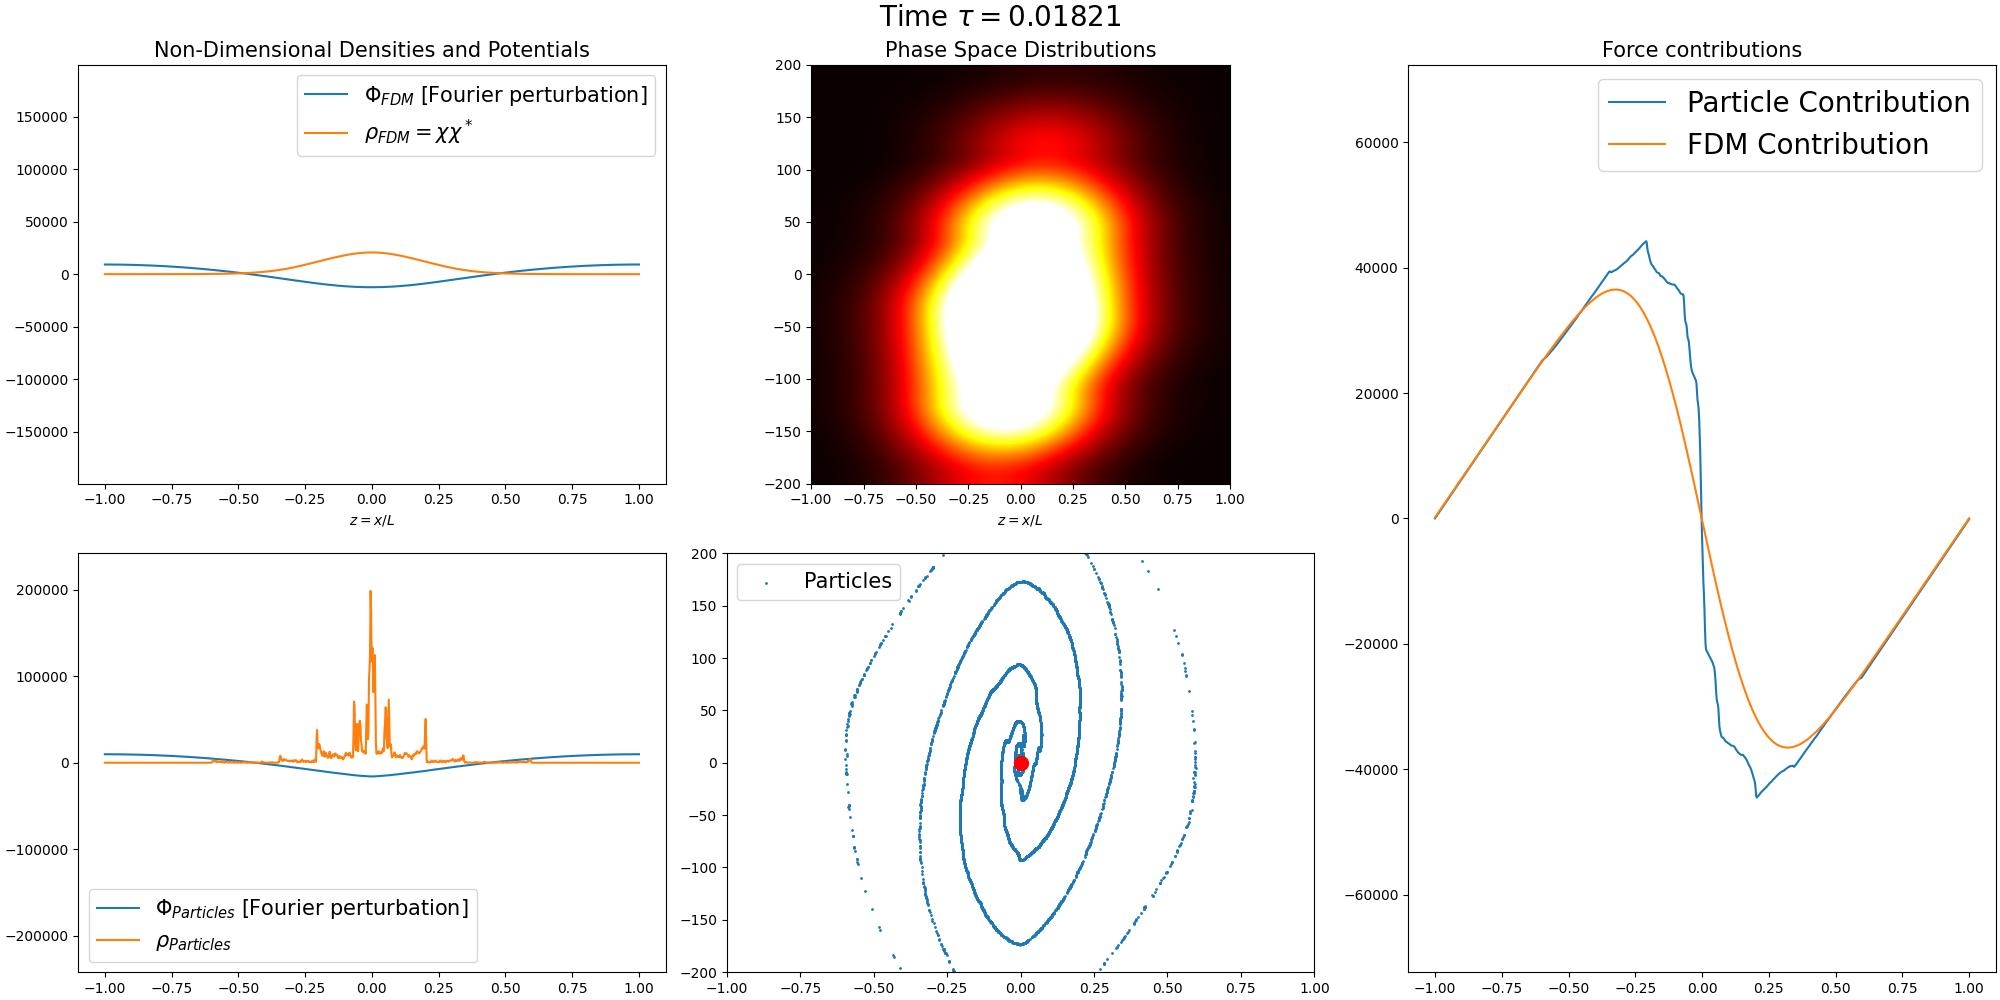 Time τ = 0.01821
Non-Dimensional Densities and Potentials
Φ_FDM [Fourier perturbation]
ρ_FDM = χχ*
150000
100000
50000
0
−50000
−100000
−150000
−1.00 −0.75 −0.50 −0.25 0.00 0.25 0.50 0.75 1.00
z = x/L
Phase Space Distributions
200
150
100
50
0
−50
−100
−150
−200
−1.00 −0.75 −0.50 −0.25 0.00 0.25 0.50 0.75 1.00
z = x/L
Force contributions
Particle Contribution
FDM Contribution
60000
40000
20000
0
−20000
−40000
−60000
−1.00 −0.75 −0.50 −0.25 0.00 0.25 0.50 0.75 1.00
200000
100000
0
−100000
−200000
Φ_Particles [Fourier perturbation]
ρ_Particles
−1.00 −0.75 −0.50 −0.25 0.00 0.25 0.50 0.75 1.00
Particles
200
150
100
50
0
−50
−100
−150
−200
−1.00 −0.75 −0.50 −0.25 0.00 0.25 0.50 0.75 1.00